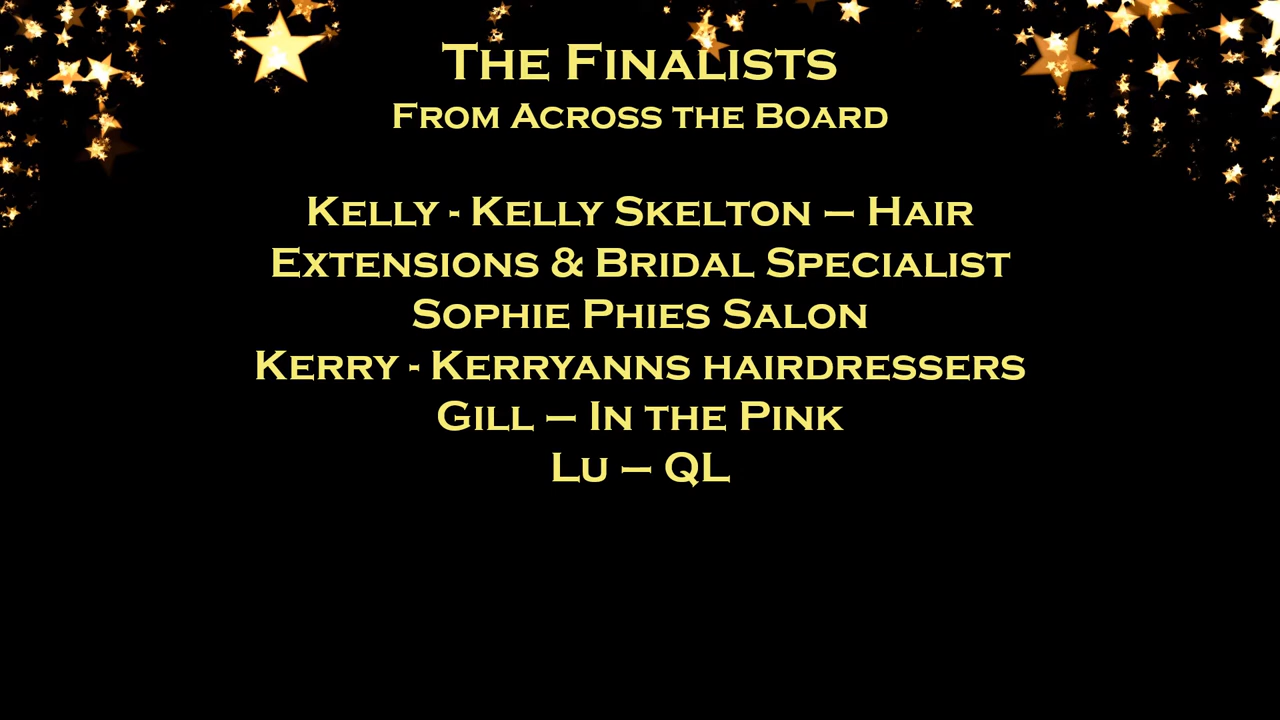 The Finalists
From Across the Board
Kelly - Kelly Skelton – Hair
Extensions & Bridal Specialist
Sophie Phies Salon
Kerry - Kerryanns hairdressers
Gill – In the Pink
Lu – QL